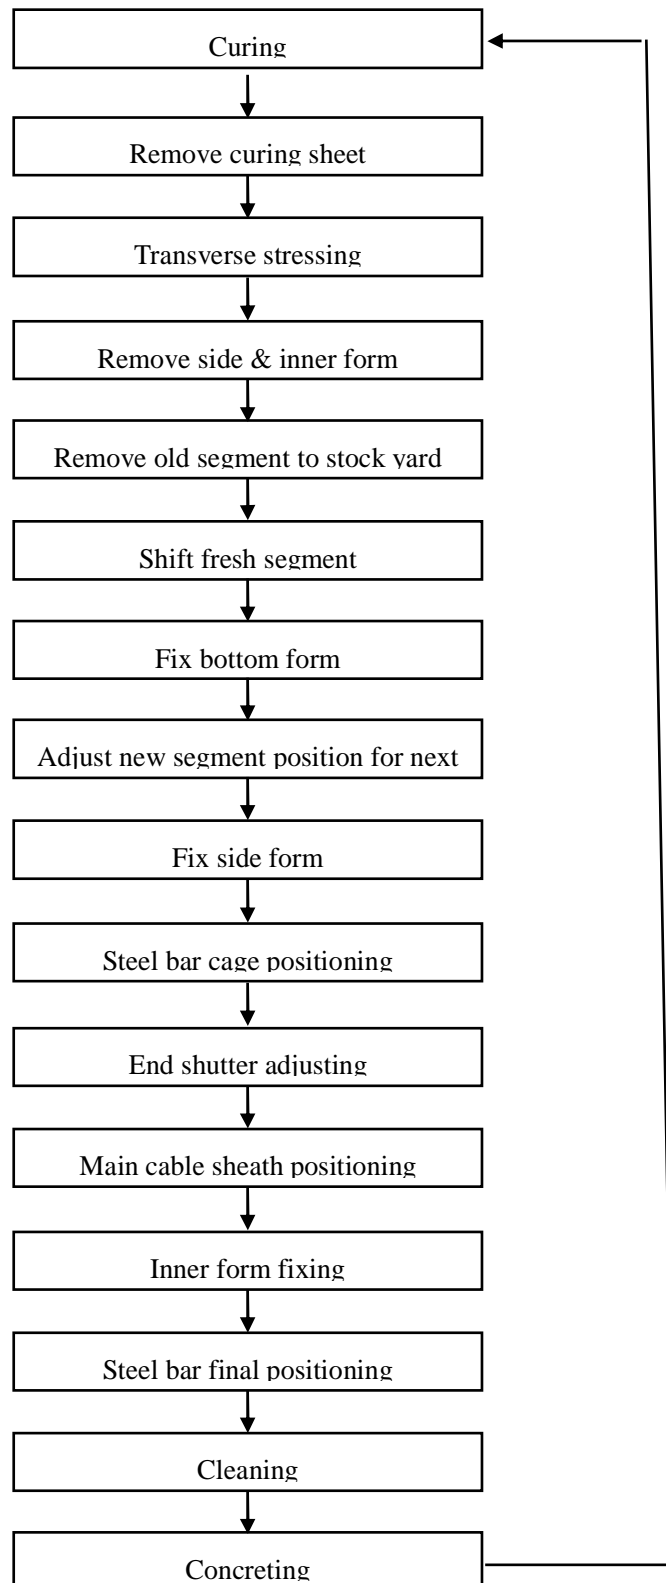 Curing
Remove curing sheet
Transverse stressing
Remove side & inner form
Remove old segment to stock yard
Shift fresh segment
Fix bottom form
Adjust new segment position for next
Fix side form
Steel bar cage positioning
End shutter adjusting
Main cable sheath positioning
Inner form fixing
Steel bar final positioning
Cleaning
Concreting